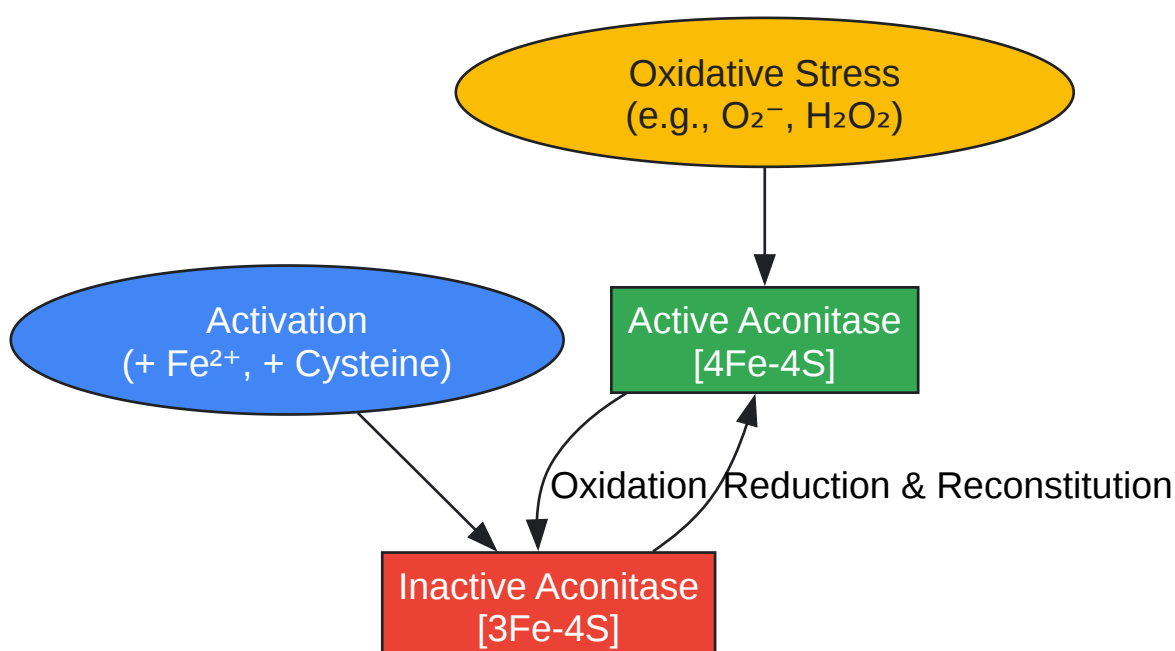 Oxidative Stress
(e.g., O₂⁻, H₂O₂)
Activation
(+ Fe²⁺, + Cysteine)
Active Aconitase
[4Fe-4S]
Oxidation
Reduction & Reconstitution
Inactive Aconitase
[3Fe-4S]